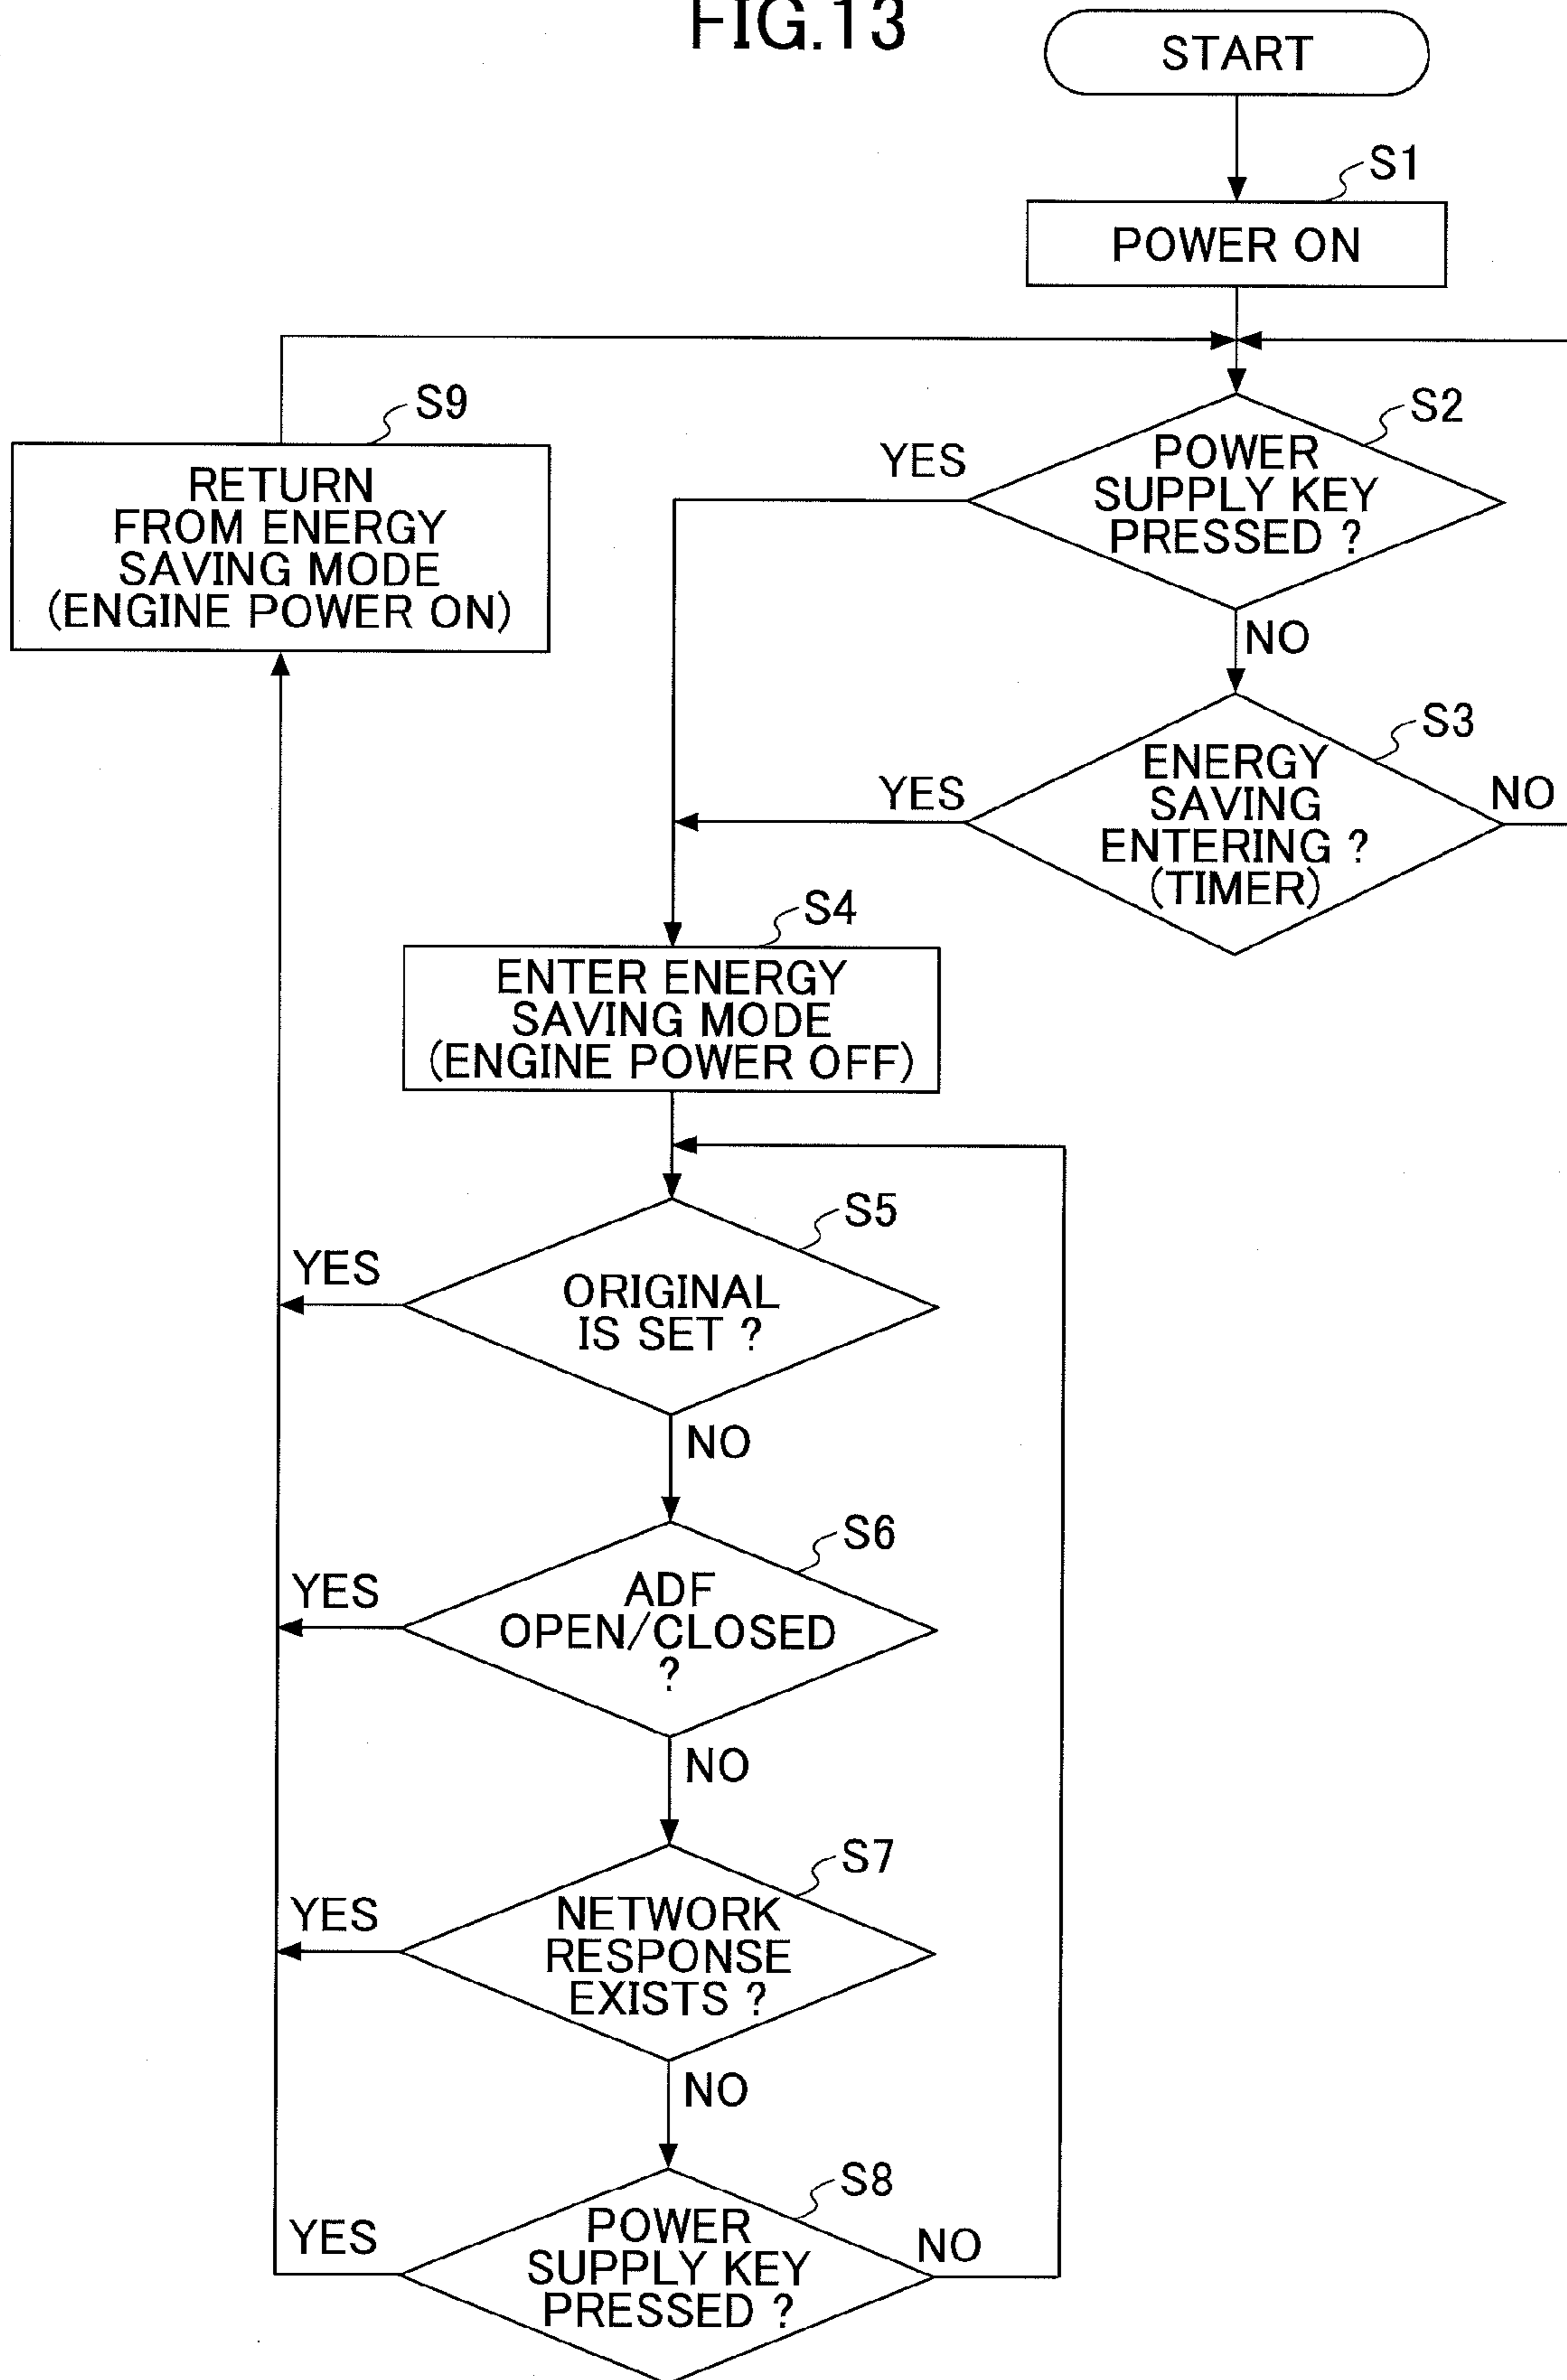 FIG.13
START
S1
POWER ON
S9
RETURN
FROM ENERGY
SAVING MODE
(ENGINE POWER ON)
S2
YES
POWER
SUPPLY KEY
PRESSED ?
NO
S3
YES
ENERGY
SAVING
ENTERING ?
(TIMER)
NO
S4
ENTER ENERGY
SAVING MODE
(ENGINE POWER OFF)
S5
YES
ORIGINAL
IS SET ?
NO
S6
YES
ADF
OPEN/CLOSED
?
NO
S7
YES
NETWORK
RESPONSE
EXISTS ?
NO
S8
YES
POWER
SUPPLY KEY
PRESSED ?
NO